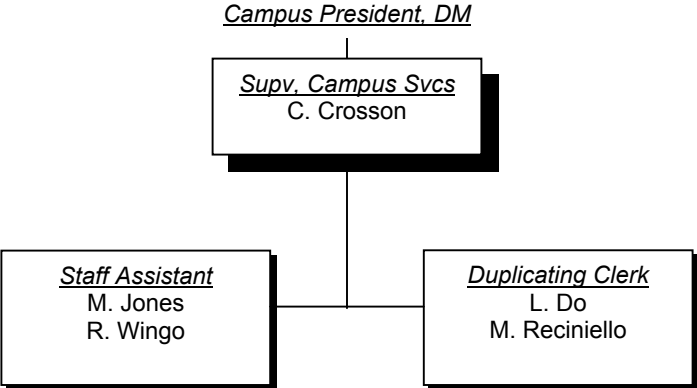 Campus President, DM
Supv, Campus Svcs
C. Crosson
Staff Assistant
M. Jones
R. Wingo
Duplicating Clerk
L. Do
M. Reciniello